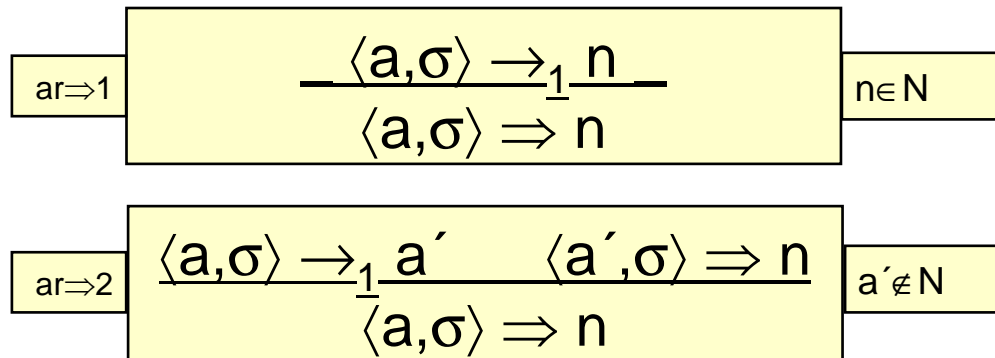 ⟨a,σ⟩ →₁ n
ar⇒1
n∈ N
⟨a,σ⟩ ⇒ n
⟨a,σ⟩ →₁ a´ ⟨a´,σ⟩ ⇒ n
ar⇒2
a´∉ N
⟨a,σ⟩ ⇒ n